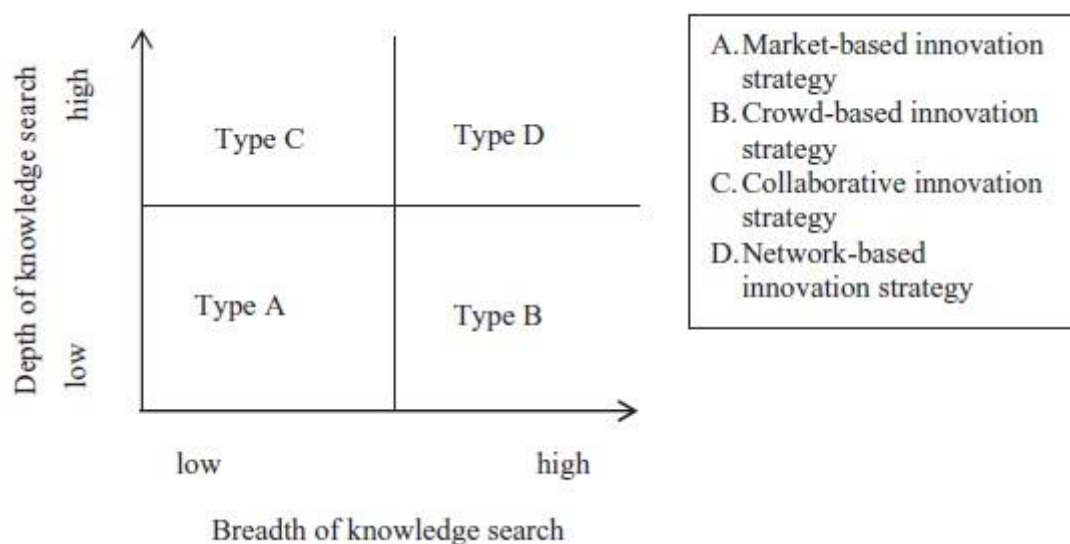 Depth of knowledge search
high
low
Type C
Type D
Type A
Type B
low
high
Breadth of knowledge search
A. Market-based innovation
strategy
B. Crowd-based innovation
strategy
C. Collaborative innovation
strategy
D. Network-based
innovation strategy